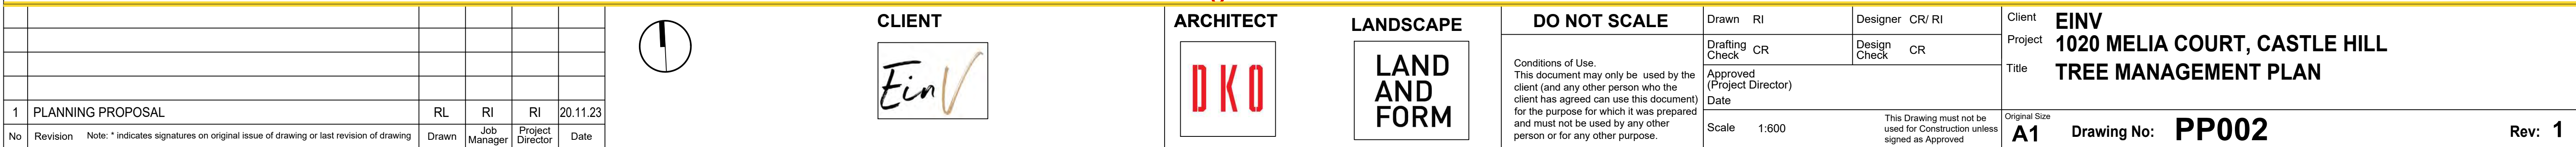 1 PLANNING PROPOSAL RL RI RI 20.11.23
No Revision Note: * indicates signatures on original issue of drawing or last revision of drawing Drawn Job Manager Project Director Date
CLIENT
Ein V
ARCHITECT
DKO
LANDSCAPE
LAND
AND
FORM
DO NOT SCALE
Conditions of Use.
This document may only be used by the
client (and any other person who the
client has agreed can use this document)
for the purpose for which it was prepared
and must not be used by any other
person or for any other purpose.
Drawn RI
Designer CR/ RI
Drafting
Check CR
Design
Check CR
Approved
(Project Director)
Date
Scale 1:600
This Drawing must not be
used for Construction unless
signed as Approved
Client EINV
Project 1020 MELIA COURT, CASTLE HILL
Title TREE MANAGEMENT PLAN
Original Size
A1
Drawing No: PP002
Rev: 1